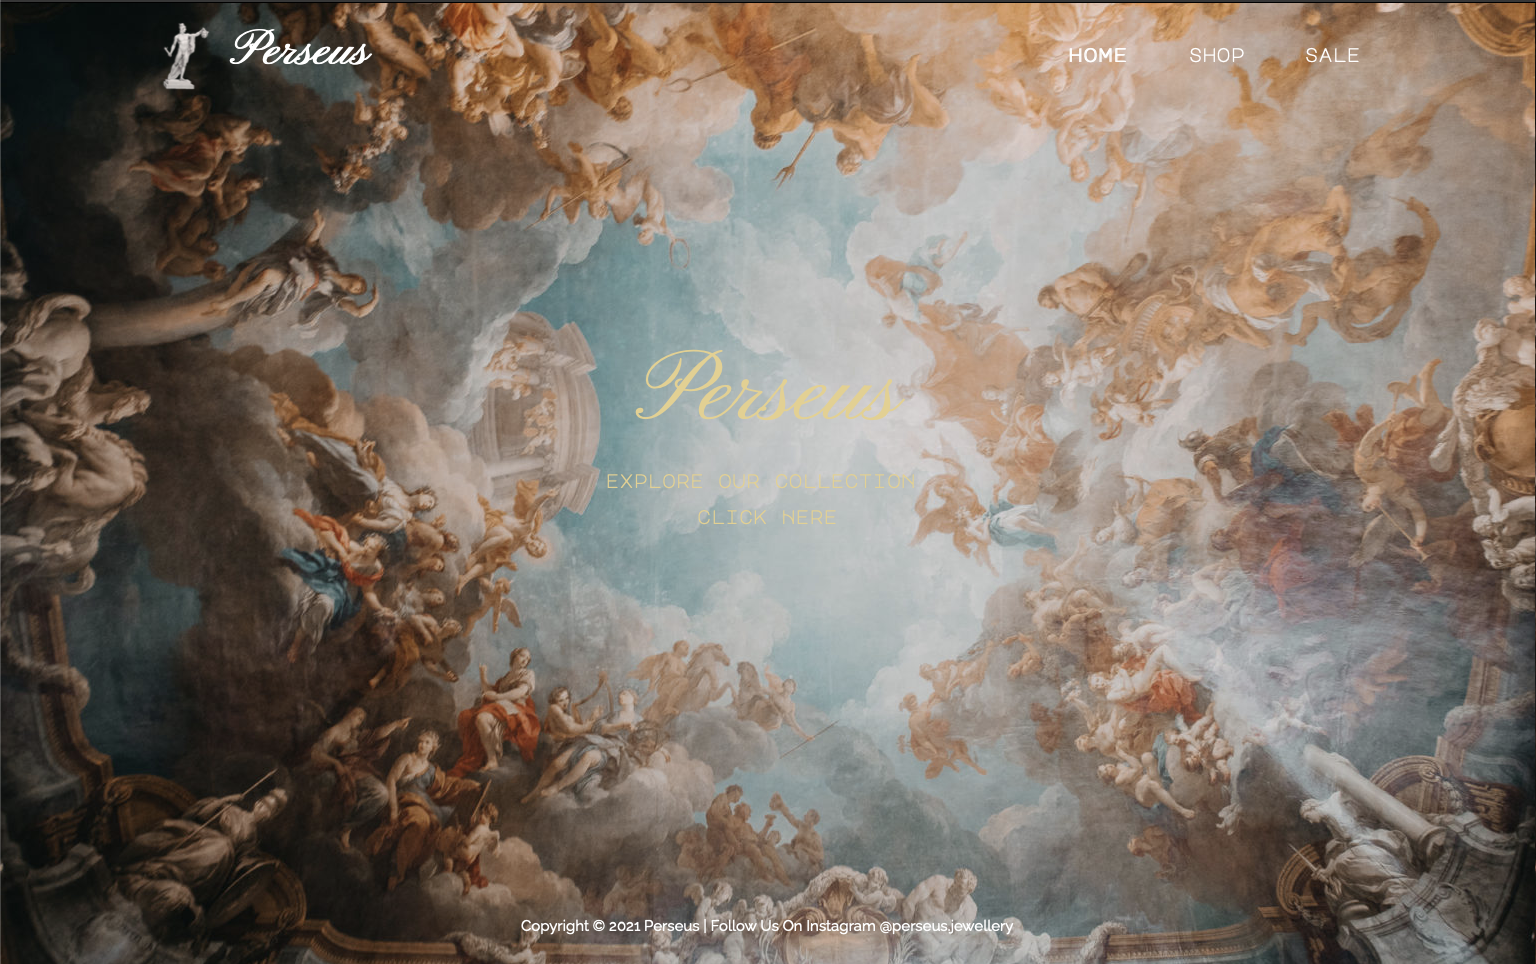 Perseus
HOME SHOP SALE
Perseus
EXPLORE OUR COLLECTION
CLICK HERE
Copyright © 2021 Perseus | Follow Us On Instagram @perseus.jewellery